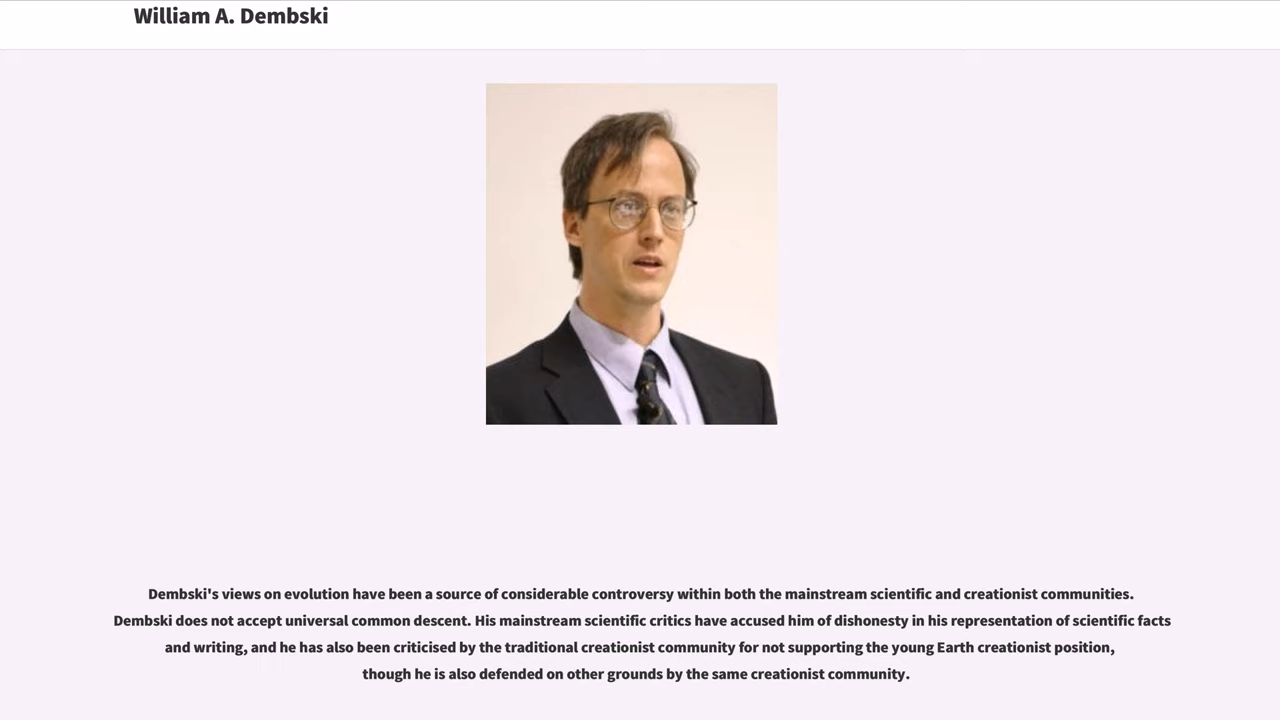 William A. Dembski
Dembski's views on evolution have been a source of considerable controversy within both the mainstream scientific and creationist communities.
Dembski does not accept universal common descent. His mainstream scientific critics have accused him of dishonesty in his representation of scientific facts
and writing, and he has also been criticised by the traditional creationist community for not supporting the young Earth creationist position,
though he is also defended on other grounds by the same creationist community.